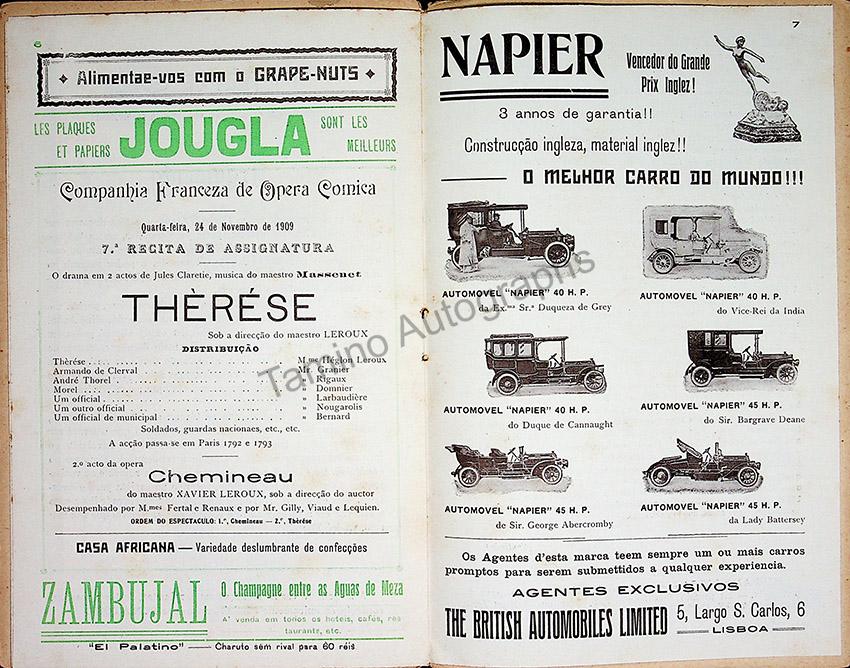 6
Alimentae-vos com o GRAPE-NUTS
LES PLAQUES ET PAPIERS JOUGLA SONT LES MEILLEURS
Companhia Franceza de Opera Comica
Quarta-feira, 24 de Novembro de 1909
7.ª RECITA DE ASSIGNATURA
O drama em 2 actos de Jules Claretie, musica do maestro Massenet
THÈRÉSE
Sob a direcção do maestro LEROUX
DISTRIBUIÇÃO
Thérèse . . . . . M.me Héglon Leroux
Armando de Clerval . . . . . Mr. Granier
André Thorel . . . . . » Rigaux
Morel . . . . . » Domnier
Um official . . . . . » Larbaudière
Um outro official . . . . . » Nougarolis
Um official de municipal . . . . . » Bernard
Soldados, guardas nacionaes, etc., etc.
A acção passa-se em Paris 1792 e 1793
2.º acto da opera
Chemineau
do maestro XAVIER LEROUX, sob a direcção do auctor
Desempenhado por M.mes Fertal e Renaux e por Mr. Gilly, Viaud e Lequien.
ORDEM DO ESPECTACULO: 1.º, Chemineau — 2.º, Thérèse
CASA AFRICANA — Variedade deslumbrante de confecções
ZAMBUJAL O Champagne entre as Aguas de Meza
A' venda em todos os hoteis, cafés, res
taurante, etc.
"El Palatino" — Charuto sem rival para 60 réis
7
NAPIER
Vencedor do Grande
Prix Inglez!
3 annos de garantia!!
Construcção ingleza, material inglez!!
O MELHOR CARRO DO MUNDO!!!
AUTOMOVEL "NAPIER" 40 H. P.
da Ex.ma Sr.ª Duqueza de Grey
AUTOMOVEL "NAPIER" 40 H. P.
do Vice-Rei da India
AUTOMOVEL "NAPIER" 40 H. P.
do Duque de Cannaught
AUTOMOVEL "NAPIER" 45 H. P.
do Sir. Bargrave Deane
AUTOMOVEL "NAPIER" 45 H. P.
de Sir. George Abercromby
AUTOMOVEL "NAPIER" 45 H. P.
da Lady Battersey
Os Agentes d'esta marca teem sempre um ou mais carros
promptos para serem submettidos a qualquer experiencia.
AGENTES EXCLUSIVOS
THE BRITISH AUTOMOBILES LIMITED 5, Largo S. Carlos, 6
LISBOA
Tamino Autographs